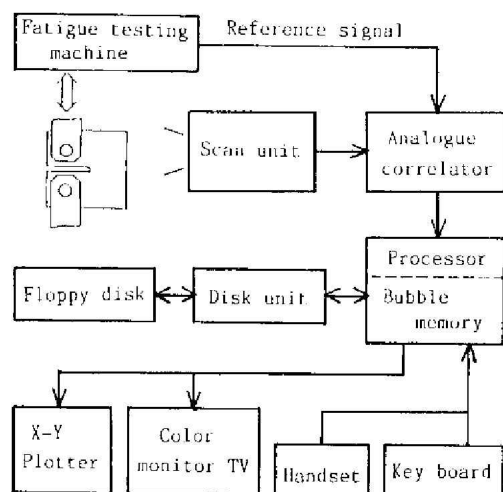 Fatigue testing
machine
Reference signal
Scan unit
Analogue
correlator
Processor
Bubble
memory
Floppy disk
Disk unit
X-Y
Plotter
Color
monitor TV
Handset
Key board